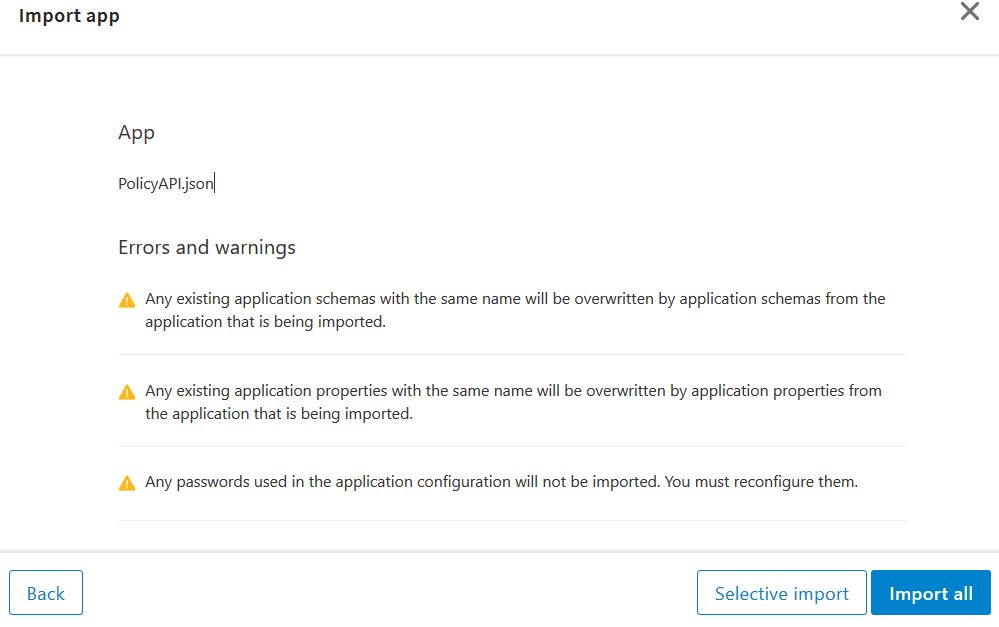 Import app
App
PolicyAPI.json
Errors and warnings
Any existing application schemas with the same name will be overwritten by application schemas from the
application that is being imported.
Any existing application properties with the same name will be overwritten by application properties from
the application that is being imported.
Any passwords used in the application configuration will not be imported. You must reconfigure them.
Back
Selective import
Import all